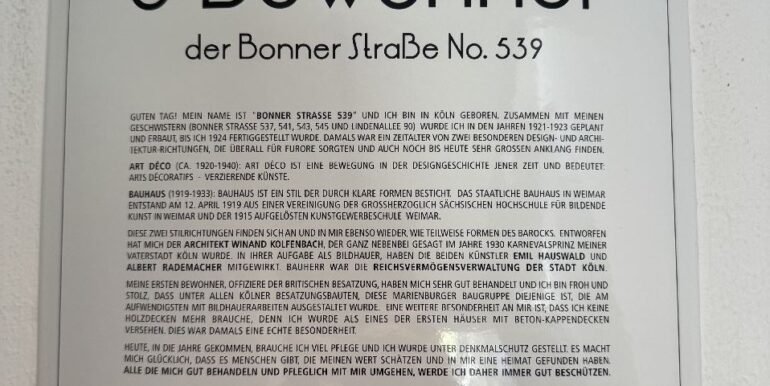 der Bonner Straße No. 539
GUTEN TAG! MEIN NAME IST "BONNER STRASSE 539" UND ICH BIN IN KÖLN GEBOREN. ZUSAMMEN MIT MEINEN
GESCHWISTERN (BONNER STRASSE 537, 541, 543, 545 UND LINDENALLEE 90) WURDE ICH IN DEN JAHREN 1921-1923 GEPLANT
UND ERBAUT, BIS ICH 1924 FERTIGGESTELLT WURDE. DAMALS WAR EIN ZEITALTER VON ZWEI BESONDEREN DESIGN- UND ARCHI-
TEKTUR-RICHTUNGEN, DIE ÜBERALL FÜR FURORE SORGTEN UND AUCH NOCH BIS HEUTE SEHR GROSSEN ANKLANG FINDEN.
ART DÉCO (CA. 1920-1940): ART DÉCO IST EINE BEWEGUNG IN DER DESIGNGESCHICHTE JENER ZEIT UND BEDEUTET:
ARTS DÉCORATIFS - VERZIERENDE KÜNSTE.
BAUHAUS (1919-1933): BAUHAUS IST EIN STIL DER DURCH KLARE FORMEN BESTICHT. DAS STAATLICHE BAUHAUS IN WEIMAR
ENTSTAND AM 12. APRIL 1919 AUS EINER VEREINIGUNG DER GROSSHERZOGLICH SÄCHSISCHEN HOCHSCHULE FÜR BILDENDE
KUNST IN WEIMAR UND DER 1915 AUFGELÖSTEN KUNSTGEWERBESCHULE WEIMAR.
DIESE ZWEI STILRICHTUNGEN FINDEN SICH AN UND IN MIR EBENSO WIEDER, WIE TEILWEISE FORMEN DES BAROCKS. ENTWORFEN
HAT MICH DER ARCHITEKT WINAND KOLFENBACH, DER GANZ NEBENBEI GESAGT IM JAHRE 1930 KARNEVALSPRINZ MEINER
VATERSTADT KÖLN WURDE. IN IHRER AUFGABE ALS BILDHAUER, HABEN DIE BEIDEN KÜNSTLER EMIL HAUSWALD UND
ALBERT RADEMACHER MITGEWIRKT. BAUHERR WAR DIE REICHSVERMÖGENSVERWALTUNG DER STADT KÖLN.
MEINE ERSTEN BEWOHNER, OFFIZIERE DER BRITISCHEN BESATZUNG, HABEN MICH SEHR GUT BEHANDELT UND ICH BIN FROH UND
STOLZ, DASS UNTER ALLEN KÖLNER BESATZUNGSBAUTEN, DIESE MARIENBURGER BAUGRUPPE DIEJENIGE IST, DIE AM
AUFWENDIGSTEN MIT BILDHAUERARBEITEN AUSGESTALTET WURDE. EINE WEITERE BESONDERHEIT AN MIR IST, DASS ICH KEINE
HOLZDECKEN MEHR BRAUCHE, DENN ICH WURDE ALS EINES DER ERSTEN HÄUSER MIT BETON-KAPPENDECKEN
VERSEHEN. DIES WAR DAMALS EINE ECHTE BESONDERHEIT.
HEUTE, IN DIE JAHRE GEKOMMEN, BRAUCHE ICH VIEL PFLEGE UND ICH WURDE UNTER DENKMALSCHUTZ GESTELLT. ES MACHT
MICH GLÜCKLICH, DASS ES MENSCHEN GIBT, DIE MEINEN WERT SCHÄTZEN UND IN MIR EINE HEIMAT GEFUNDEN HABEN.
ALLE DIE MICH GUT BEHANDELN UND PFLEGLICH MIT MIR UMGEHEN, WERDE ICH DAHER IMMER GUT BESCHÜTZEN.